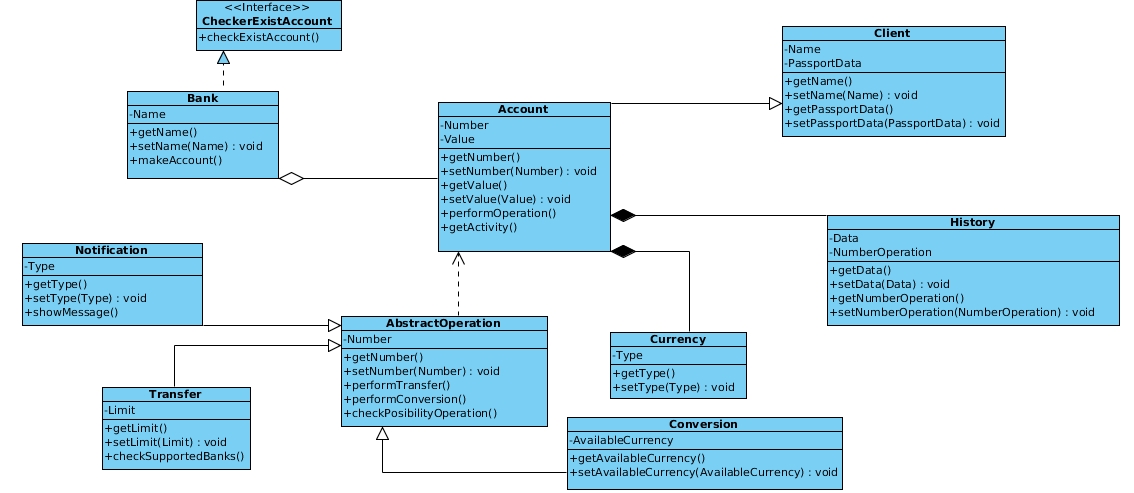 <<Interface>>
CheckerExistAccount
+checkExistAccount()
Client
-Name
-PassportData
+getName()
+setName(Name) : void
+getPassportData()
+setPassportData(PassportData) : void
Bank
-Name
+getName()
+setName(Name) : void
+makeAccount()
Account
-Number
-Value
+getNumber()
+setNumber(Number) : void
+getValue()
+setValue(Value) : void
+performOperation()
+getActivity()
History
-Data
-NumberOperation
+getData()
+setData(Data) : void
+getNumberOperation()
+setNumberOperation(NumberOperation) : void
Notification
-Type
+getType()
+setType(Type) : void
+showMessage()
AbstractOperation
-Number
+getNumber()
+setNumber(Number) : void
+performTransfer()
+performConversion()
+checkPosibilityOperation()
Currency
-Type
+getType()
+setType(Type) : void
Transfer
-Limit
+getLimit()
+setLimit(Limit) : void
+checkSupportedBanks()
Conversion
-AvailableCurrency
+getAvailableCurrency()
+setAvailableCurrency(AvailableCurrency) : void